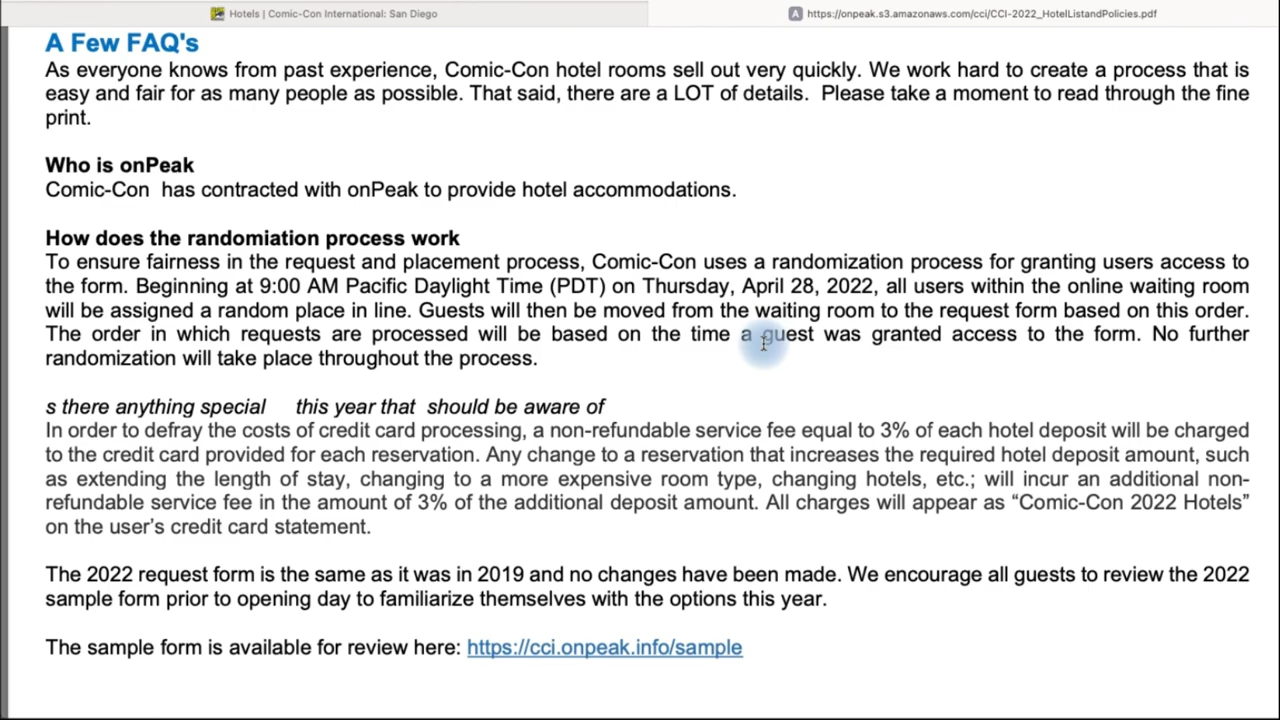 Hotels | Comic-Con International: San Diego
A https://onpeak.s3.amazonaws.com/cci/CCI-2022_HotelListandPolicies.pdf
A Few FAQ's
As everyone knows from past experience, Comic-Con hotel rooms sell out very quickly. We work hard to create a process that is
easy and fair for as many people as possible. That said, there are a LOT of details. Please take a moment to read through the fine
print.
Who is onPeak
Comic-Con has contracted with onPeak to provide hotel accommodations.
How does the randomiation process work
To ensure fairness in the request and placement process, Comic-Con uses a randomization process for granting users access to
the form. Beginning at 9:00 AM Pacific Daylight Time (PDT) on Thursday, April 28, 2022, all users within the online waiting room
will be assigned a random place in line. Guests will then be moved from the waiting room to the request form based on this order.
The order in which requests are processed will be based on the time a guest was granted access to the form. No further
randomization will take place throughout the process.
s there anything special this year that should be aware of
In order to defray the costs of credit card processing, a non-refundable service fee equal to 3% of each hotel deposit will be charged
to the credit card provided for each reservation. Any change to a reservation that increases the required hotel deposit amount, such
as extending the length of stay, changing to a more expensive room type, changing hotels, etc.; will incur an additional non-
refundable service fee in the amount of 3% of the additional deposit amount. All charges will appear as “Comic-Con 2022 Hotels”
on the user’s credit card statement.
The 2022 request form is the same as it was in 2019 and no changes have been made. We encourage all guests to review the 2022
sample form prior to opening day to familiarize themselves with the options this year.
The sample form is available for review here: https://cci.onpeak.info/sample